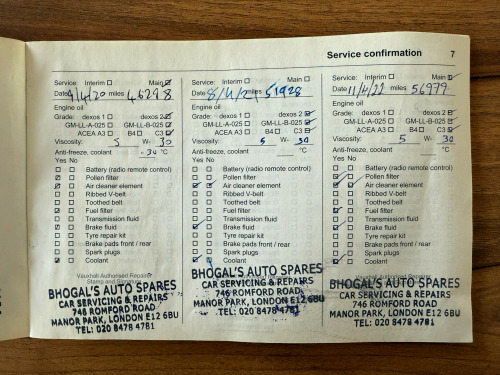 Service confirmation 7
Service: Interim Main
Date 9/4/20 miles 46298
Engine oil
Grade: dexos 1 dexos 2
GM-LL-A-025 GM-LL-B-025
ACEA A3 B4 C3
Viscosity: 5 W- 30
Anti-freeze, coolant -30 °C
Yes No
Battery (radio remote control)
Pollen filter
Air cleaner element
Ribbed V-belt
Toothed belt
Fuel filter
Transmission fluid
Brake fluid
Tyre repair kit
Brake pads front / rear
Spark plugs
Coolant
Vauxhall Authorised Repairer
Stamp and
BHOGAL'S AUTO SPARES
CAR SERVICING & REPAIRS
746 ROMFORD ROAD
MANOR PARK, LONDON E12 6BU
TEL: 020 8478 4781
Service: Interim Main
Date 8/4/21 miles 51928
Engine oil
Grade: dexos 1 dexos 2
GM-LL-A-025 GM-LL-B-025
ACEA A3 B4 C3
Viscosity: 5 W- 30
Anti-freeze, coolant °C
Yes No
Battery (radio remote control)
Pollen filter
Air cleaner element
Ribbed V-belt
Toothed belt
Fuel filter
Transmission fluid
Brake fluid
Tyre repair kit
Brake pads front / rear
Spark plugs
Coolant
BHOGAL'S AUTO SPARES
CAR SERVICING & REPAIRS
746 ROMFORD ROAD
MANOR PARK, LONDON E12 6BU
TEL: 020 8478 4781
Service: Interim Main
Date 11/4/22 miles 56979
Engine oil
Grade: dexos 1 dexos 2
GM-LL-A-025 GM-LL-B-025
ACEA A3 B4 C3
Viscosity: 5 W- 30
Anti-freeze, coolant °C
Yes No
Battery (radio remote control)
Pollen filter
Air cleaner element
Ribbed V-belt
Toothed belt
Fuel filter
Transmission fluid
Brake fluid
Tyre repair kit
Brake pads front / rear
Spark plugs
Coolant
Vauxhall Authorised Repairer
BHOGAL'S AUTO SPARES
CAR SERVICING & REPAIRS
746 ROMFORD ROAD
MANOR PARK, LONDON E12 6BU
TEL: 020 8478 4781